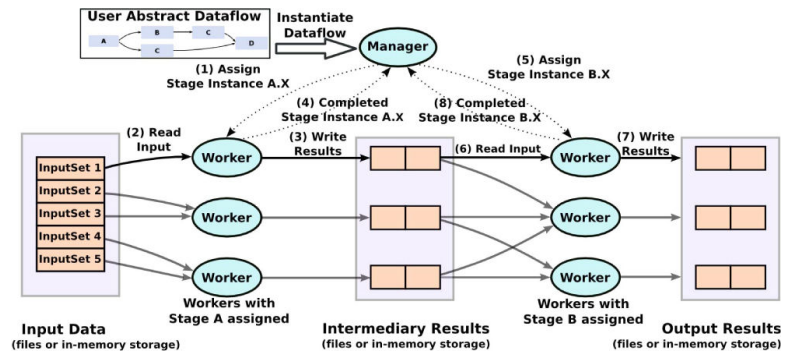 User Abstract Dataflow
A
B
C
C
D
Instantiate
Dataflow
Manager
(1) Assign
Stage Instance A.X
(5) Assign
Stage Instance B.X
(4) Completed
Stage Instance A.X
(8) Completed
Stage Instance B.X
(2) Read
Input
(3) Write
Results
(6) Read Input
(7) Write
Results
InputSet 1
InputSet 2
InputSet 3
InputSet 4
InputSet 5
Worker
Worker
Worker
Worker
Worker
Worker
Workers with
Stage A assigned
Workers with
Stage B assigned
Input Data
(files or in-memory storage)
Intermediary Results
(files or in-memory storage)
Output Results
(files or in-memory storage)